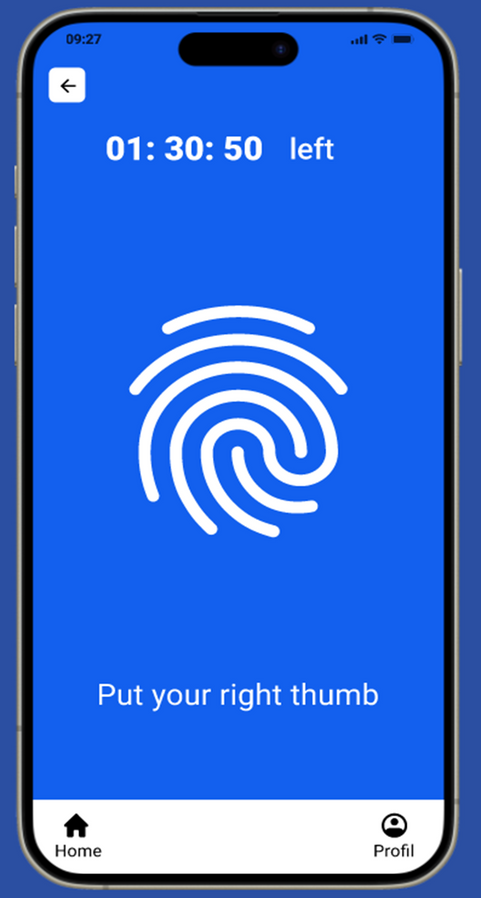 09:27
01: 30: 50 left
Put your right thumb
Home
Profil